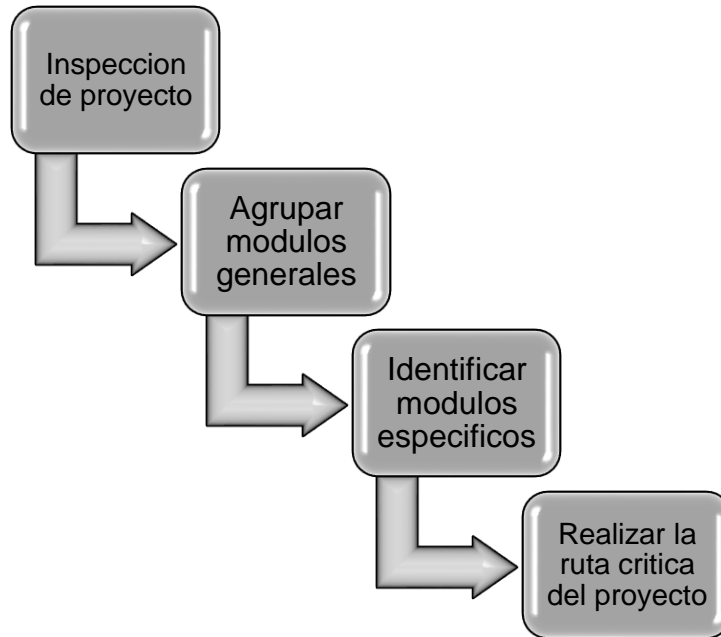 Inspeccion
de proyecto
Agrupar
modulos
generales
Identificar
modulos
especificos
Realizar la
ruta critica
del proyecto